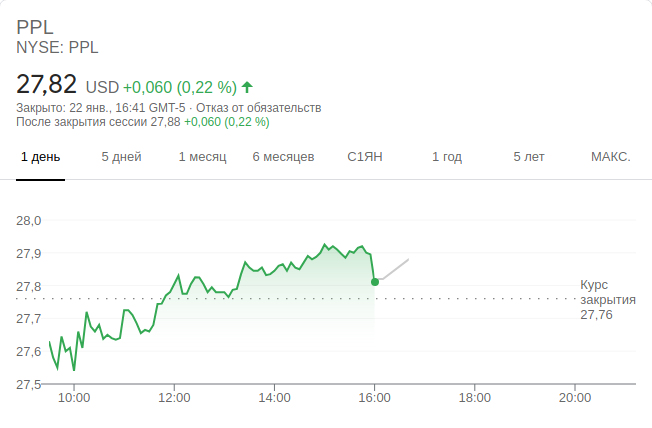 PPL
NYSE: PPL
27,82 USD +0,060 (0,22 %)
Закрыто: 22 янв., 16:41 GMT-5 · Отказ от обязательств
После закрытия сессии 27,88 +0,060 (0,22 %)
1 день 5 дней 1 месяц 6 месяцев С1ЯН 1 год 5 лет МАКС.
28,0
27,9
27,8
27,7
27,6
27,5
Курс
закрытия
27,76
10:00 12:00 14:00 16:00 18:00 20:00